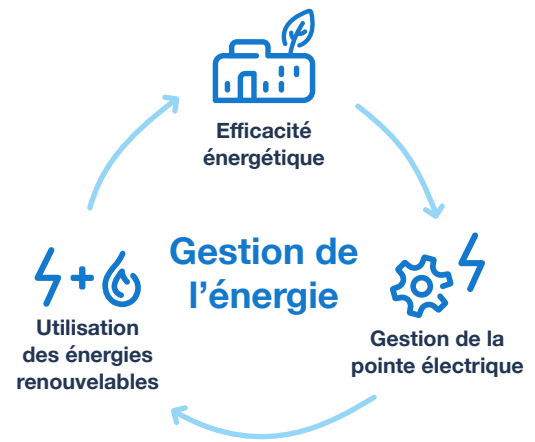 Efficacité
énergétique
Gestion de
l’énergie
Gestion de la
pointe électrique
Utilisation
des énergies
renouvelables